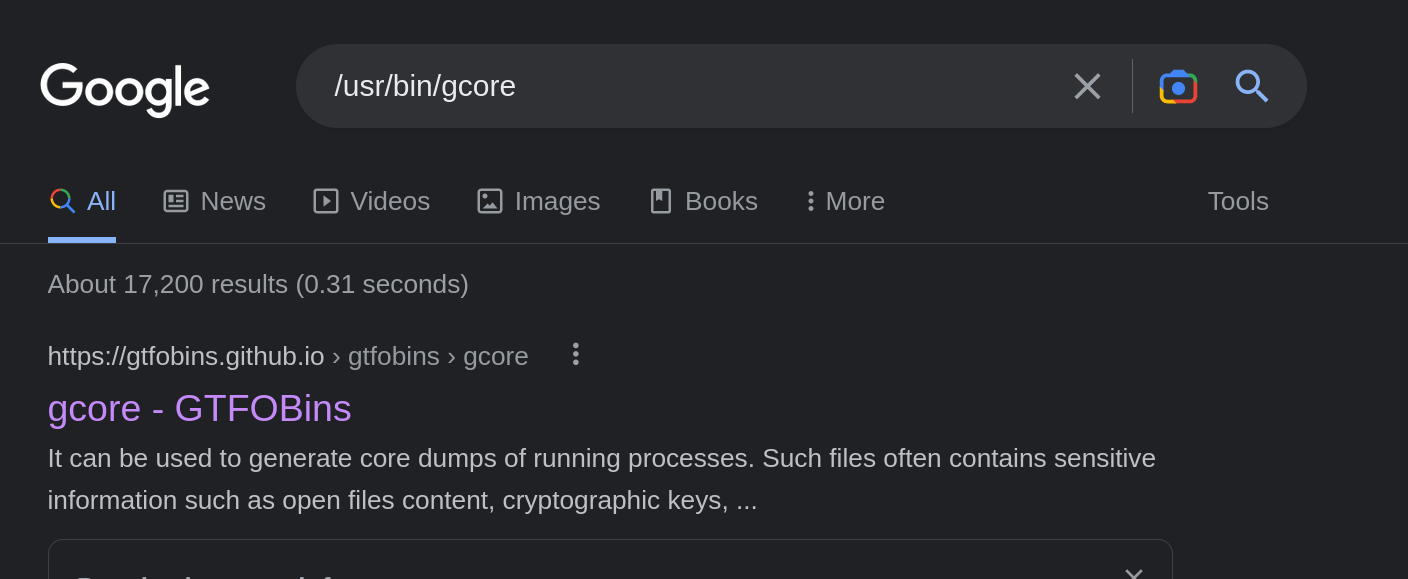 Google
/usr/bin/gcore
All News Videos Images Books More Tools
About 17,200 results (0.31 seconds)
https://gtfobins.github.io › gtfobins › gcore
gcore - GTFOBins
It can be used to generate core dumps of running processes. Such files often contains sensitive
information such as open files content, cryptographic keys, ...